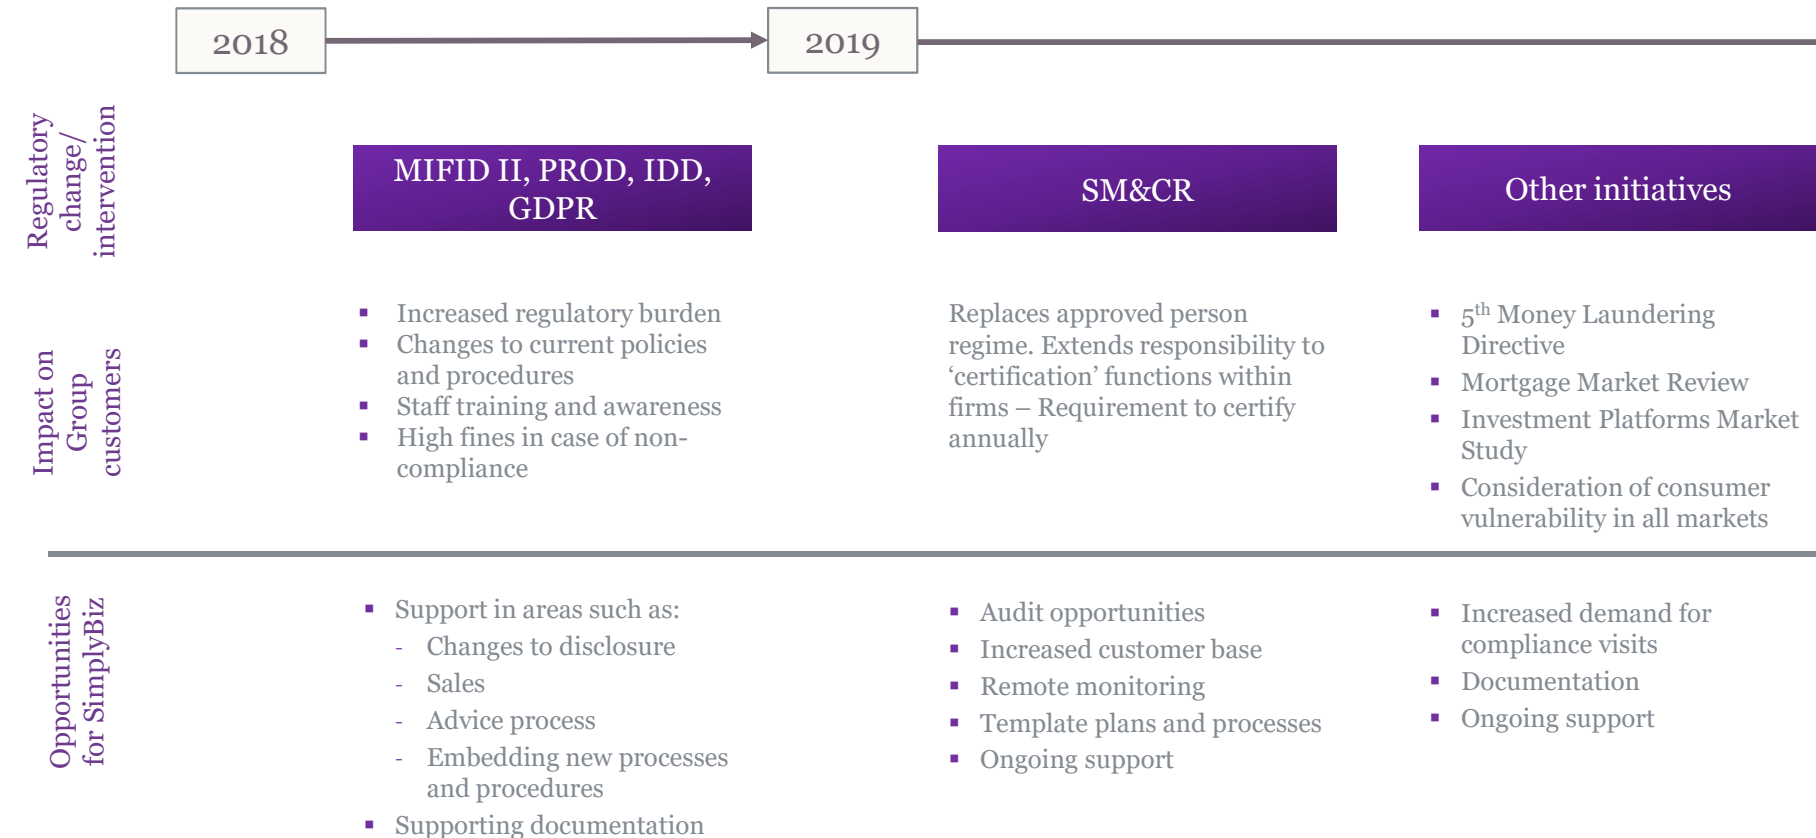 2018
2019
Regulatory
change/
intervention
MIFID II, PROD, IDD,
GDPR
SM&CR
Other initiatives
Impact on
Group
customers
▪ Increased regulatory burden
▪ Changes to current policies
and procedures
▪ Staff training and awareness
▪ High fines in case of non-
compliance
Replaces approved person
regime. Extends responsibility to
‘certification’ functions within
firms – Requirement to certify
annually
▪ 5th Money Laundering
Directive
▪ Mortgage Market Review
▪ Investment Platforms Market
Study
▪ Consideration of consumer
vulnerability in all markets
Opportunities
for SimplyBiz
▪ Support in areas such as:
- Changes to disclosure
- Sales
- Advice process
- Embedding new processes
and procedures
▪ Supporting documentation
▪ Audit opportunities
▪ Increased customer base
▪ Remote monitoring
▪ Template plans and processes
▪ Ongoing support
▪ Increased demand for
compliance visits
▪ Documentation
▪ Ongoing support